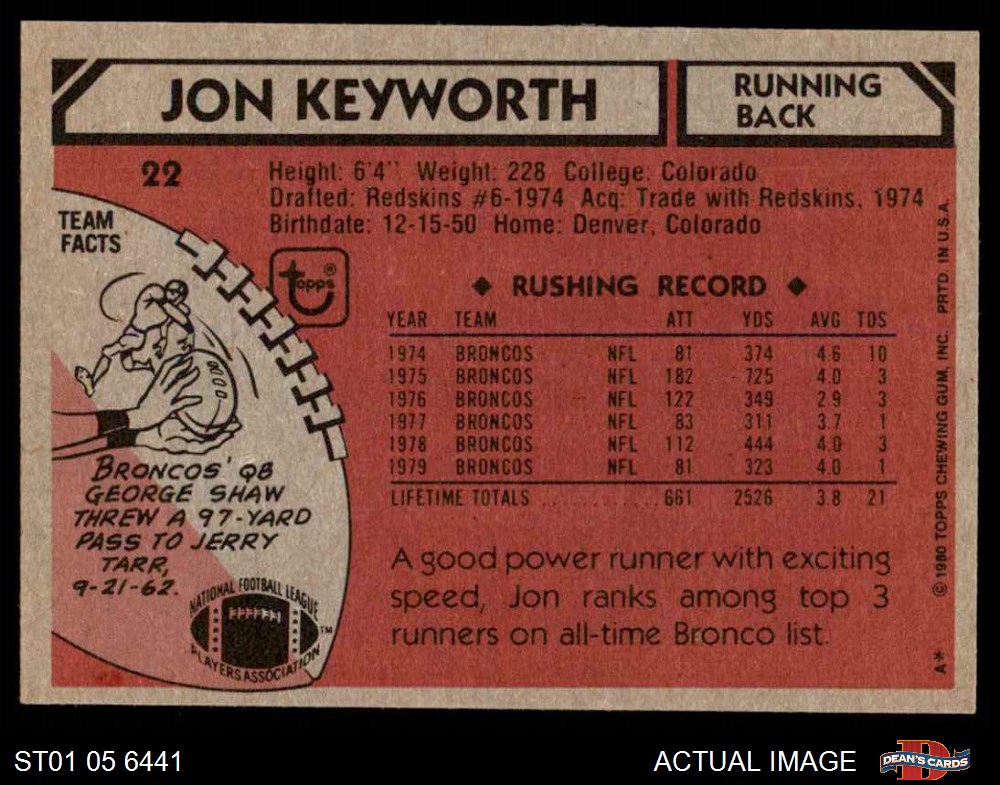 JON KEYWORTH
RUNNING
BACK
22
Height: 6'4" Weight: 228 College: Colorado
Drafted: Redskins #6-1974 Acq: Trade with Redskins, 1974
Birthdate: 12-15-50 Home: Denver, Colorado
TEAM
FACTS
topps®
◆ RUSHING RECORD ◆
YEAR TEAM ATT YDS AVG TDS
1974 BRONCOS NFL 81 374 4.6 10
1975 BRONCOS NFL 182 725 4.0 3
1976 BRONCOS NFL 122 349 2.9 3
1977 BRONCOS NFL 83 311 3.7 1
1978 BRONCOS NFL 112 444 4.0 3
1979 BRONCOS NFL 81 323 4.0 1
LIFETIME TOTALS 661 2526 3.8 21
BRONCOS' QB
GEORGE SHAW
THREW A 97-YARD
PASS TO JERRY
TARR,
9-21-62.
NATIONAL FOOTBALL LEAGUE
PLAYERS ASSOCIATION
TM
A good power runner with exciting
speed, Jon ranks among top 3
runners on all-time Bronco list.
A* © 1980 TOPPS CHEWING GUM, INC. PRTD. IN U.S.A.
ST01 05 6441
ACTUAL IMAGE
DEAN'S CARDS